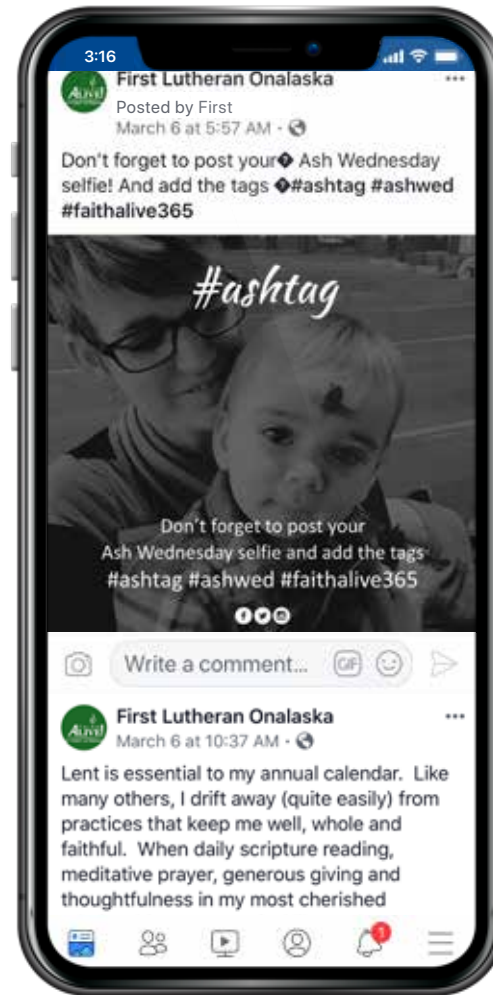 3:16
Alive!
First Lutheran Onalaska
Posted by First
March 6 at 5:57 AM ·
Don't forget to post your� Ash Wednesday
selfie! And add the tags �#ashtag #ashwed
#faithalive365
#ashtag
Don't forget to post your
Ash Wednesday selfie and add the tags
#ashtag #ashwed #faithalive365
Write a comment...
GIF
Alive!
First Lutheran Onalaska
March 6 at 10:37 AM ·
Lent is essential to my annual calendar. Like
many others, I drift away (quite easily) from
practices that keep me well, whole and
faithful. When daily scripture reading,
meditative prayer, generous giving and
thoughtfulness in my most cherished
1